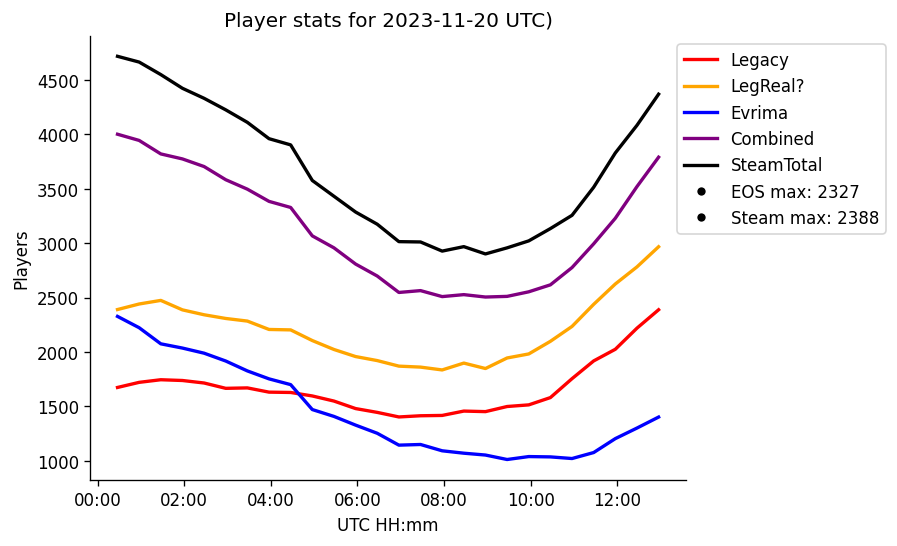 Player stats for 2023-11-20 UTC)
Legacy
LegReal?
Evrima
Combined
SteamTotal
EOS max: 2327
Steam max: 2388
Players
4500
4000
3500
3000
2500
2000
1500
1000
00:00 02:00 04:00 06:00 08:00 10:00 12:00
UTC HH:mm